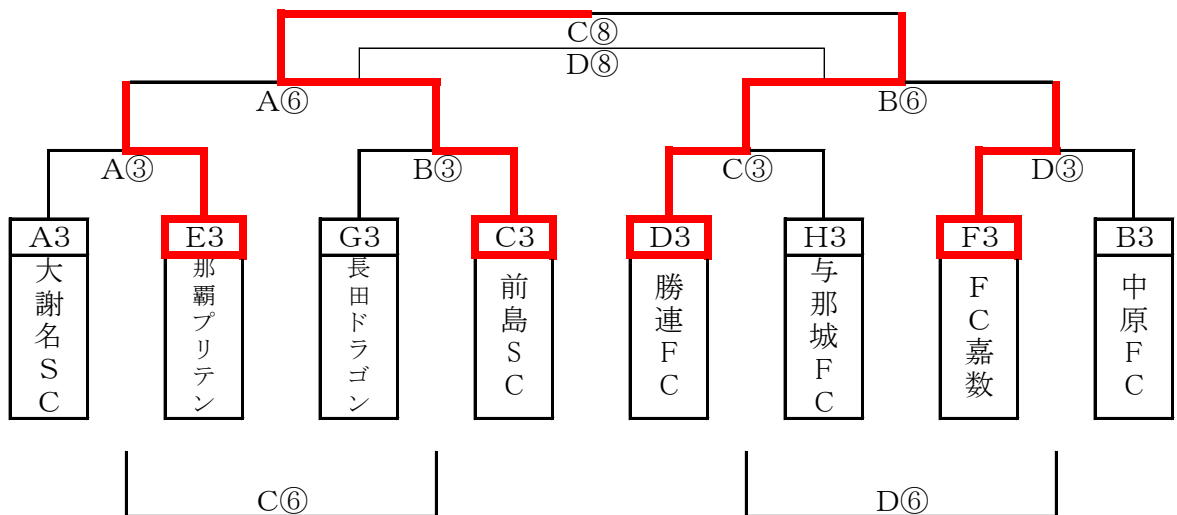 C⑧
D⑧
A⑥
B⑥
A③
B③
C③
D③
A3
E3
G3
C3
D3
H3
F3
B3
大謝名SC
那覇プリテン
長田ドラゴン
前島SC
勝連FC
与那城FC
FC嘉数
中原FC
C⑥
D⑥